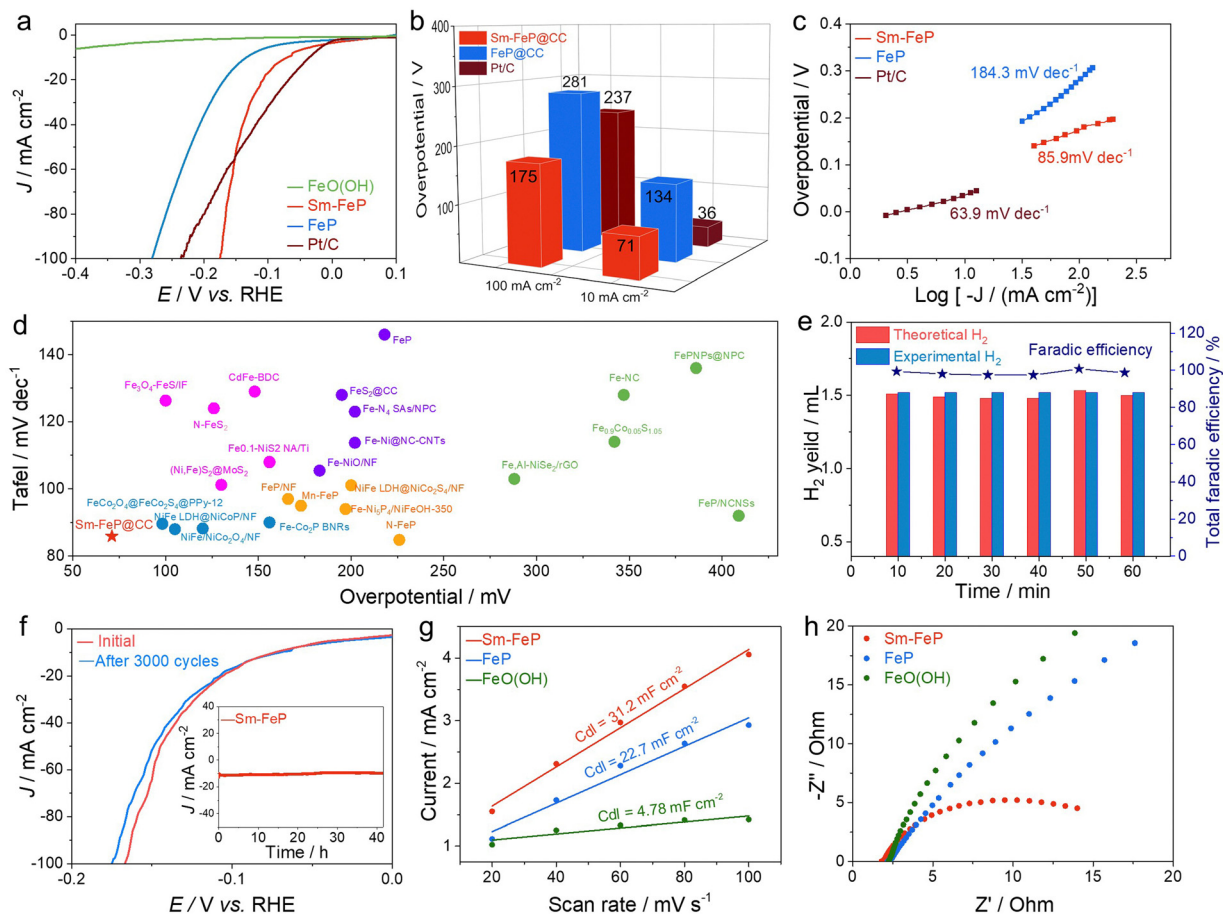 a
J / mA cm-2
0
-20
-40
-60
-80
-100
-0.4
-0.3
-0.2
-0.1
0.0
0.1
E / V vs. RHE
FeO(OH)
Sm-FeP
FeP
Pt/C
b
Overpotential / V
400
300
200
100
Sm-FeP@CC
FeP@CC
Pt/C
281
237
175
134
36
71
100 mA cm-2
10 mA cm-2
c
Overpotential / V
0.4
0.3
0.2
0.1
0.0
-0.1
Sm-FeP
FeP
Pt/C
184.3 mV dec-1
85.9mV dec-1
63.9 mV dec-1
0.0
0.5
1.0
1.5
2.0
2.5
Log [ -J / (mA cm-2)]
d
Tafel / mV dec-1
140
120
100
80
FeP
FePNPs@NPC
CdFe-BDC
Fe3O4-FeS/IF
FeS2@CC
Fe-NC
N-FeS2
Fe-N4 SAs/NPC
Fe0.9Co0.05S1.05
Fe-Ni@NC-CNTs
Fe0.1-NiS2 NA/Ti
(Ni,Fe)S2@MoS2
Fe-NiO/NF
Fe,Al-NiSe2/rGO
FeP/NF
NiFe LDH@NiCo2S4/NF
Mn-FeP
FeCo2O4@FeCo2S4@PPy-12
NiFe LDH@NiCoP/NF
Fe-Ni5P4/NiFeOH-350
FeP/NCNSs
Sm-FeP@CC
Fe-Co2P BNRs
N-FeP
NiFe/NiCo2O4/NF
50
100
150
200
250
300
350
400
Overpotential / mV
e
H2 yeild / mL
2.0
1.5
1.0
0.5
Theoretical H2
Experimental H2
Faradic efficiency
0
10
20
30
40
50
60
Time / min
120
100
80
60
40
20
0
Total faradic efficiency / %
f
J / mA cm-2
0
-20
-40
-60
-80
-100
Initial
After 3000 cycles
J / mA cm-2
40
20
0
-20
-40
Sm-FeP
0
10
20
30
40
Time / h
-0.2
-0.1
0.0
E / V vs. RHE
g
Current / mA cm-2
4
3
2
1
Sm-FeP
FeP
FeO(OH)
Cdl = 31.2 mF cm-2
Cdl = 22.7 mF cm-2
Cdl = 4.78 mF cm-2
20
40
60
80
100
Scan rate / mV s-1
h
-Z'' / Ohm
-20
-15
-10
-5
0
Sm-FeP
FeP
FeO(OH)
0
5
10
15
20
Z' / Ohm